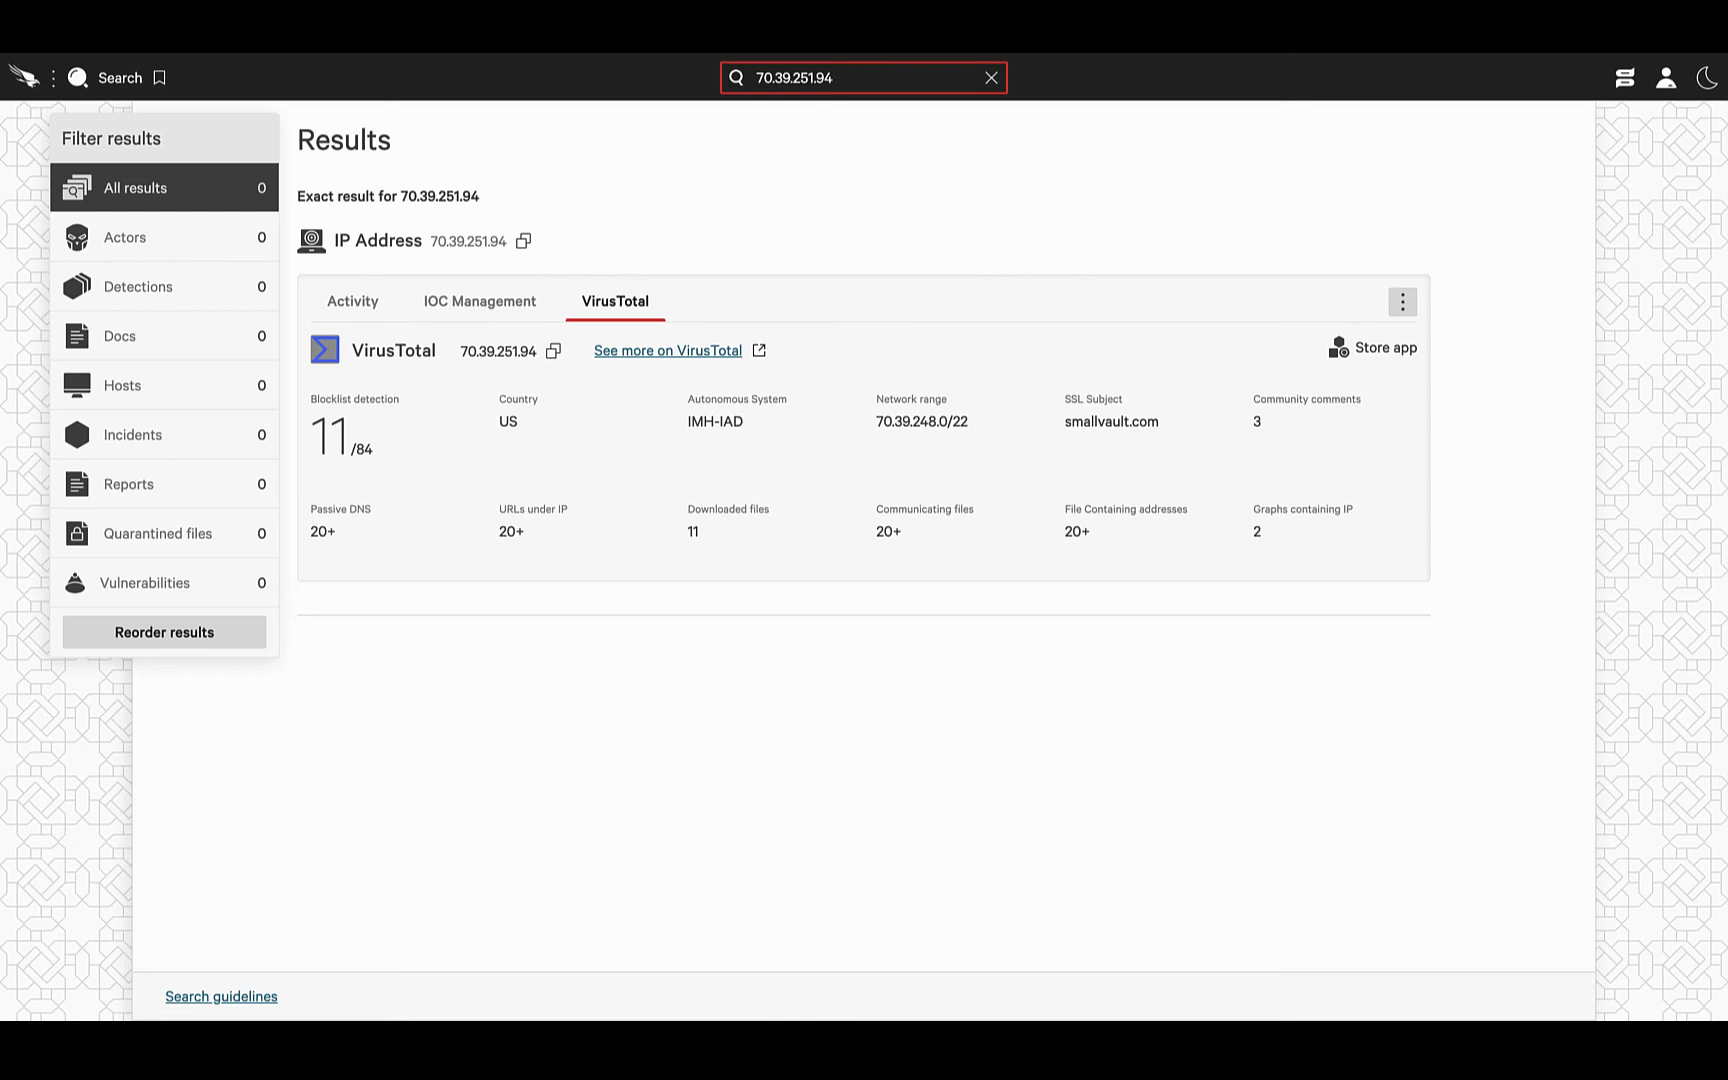 Search
70.39.251.94
Filter results
All results 0
Actors 0
Detections 0
Docs 0
Hosts 0
Incidents 0
Reports 0
Quarantined files 0
Vulnerabilities 0
Reorder results
Results
Exact result for 70.39.251.94
IP Address 70.39.251.94
Activity IOC Management VirusTotal
VirusTotal 70.39.251.94 See more on VirusTotal Store app
Blocklist detection Country Autonomous System Network range SSL Subject Community comments
11/84 US IMH-IAD 70.39.248.0/22 smallvault.com 3
Passive DNS URLs under IP Downloaded files Communicating files File Containing addresses Graphs containing IP
20+ 20+ 11 20+ 20+ 2
Search guidelines